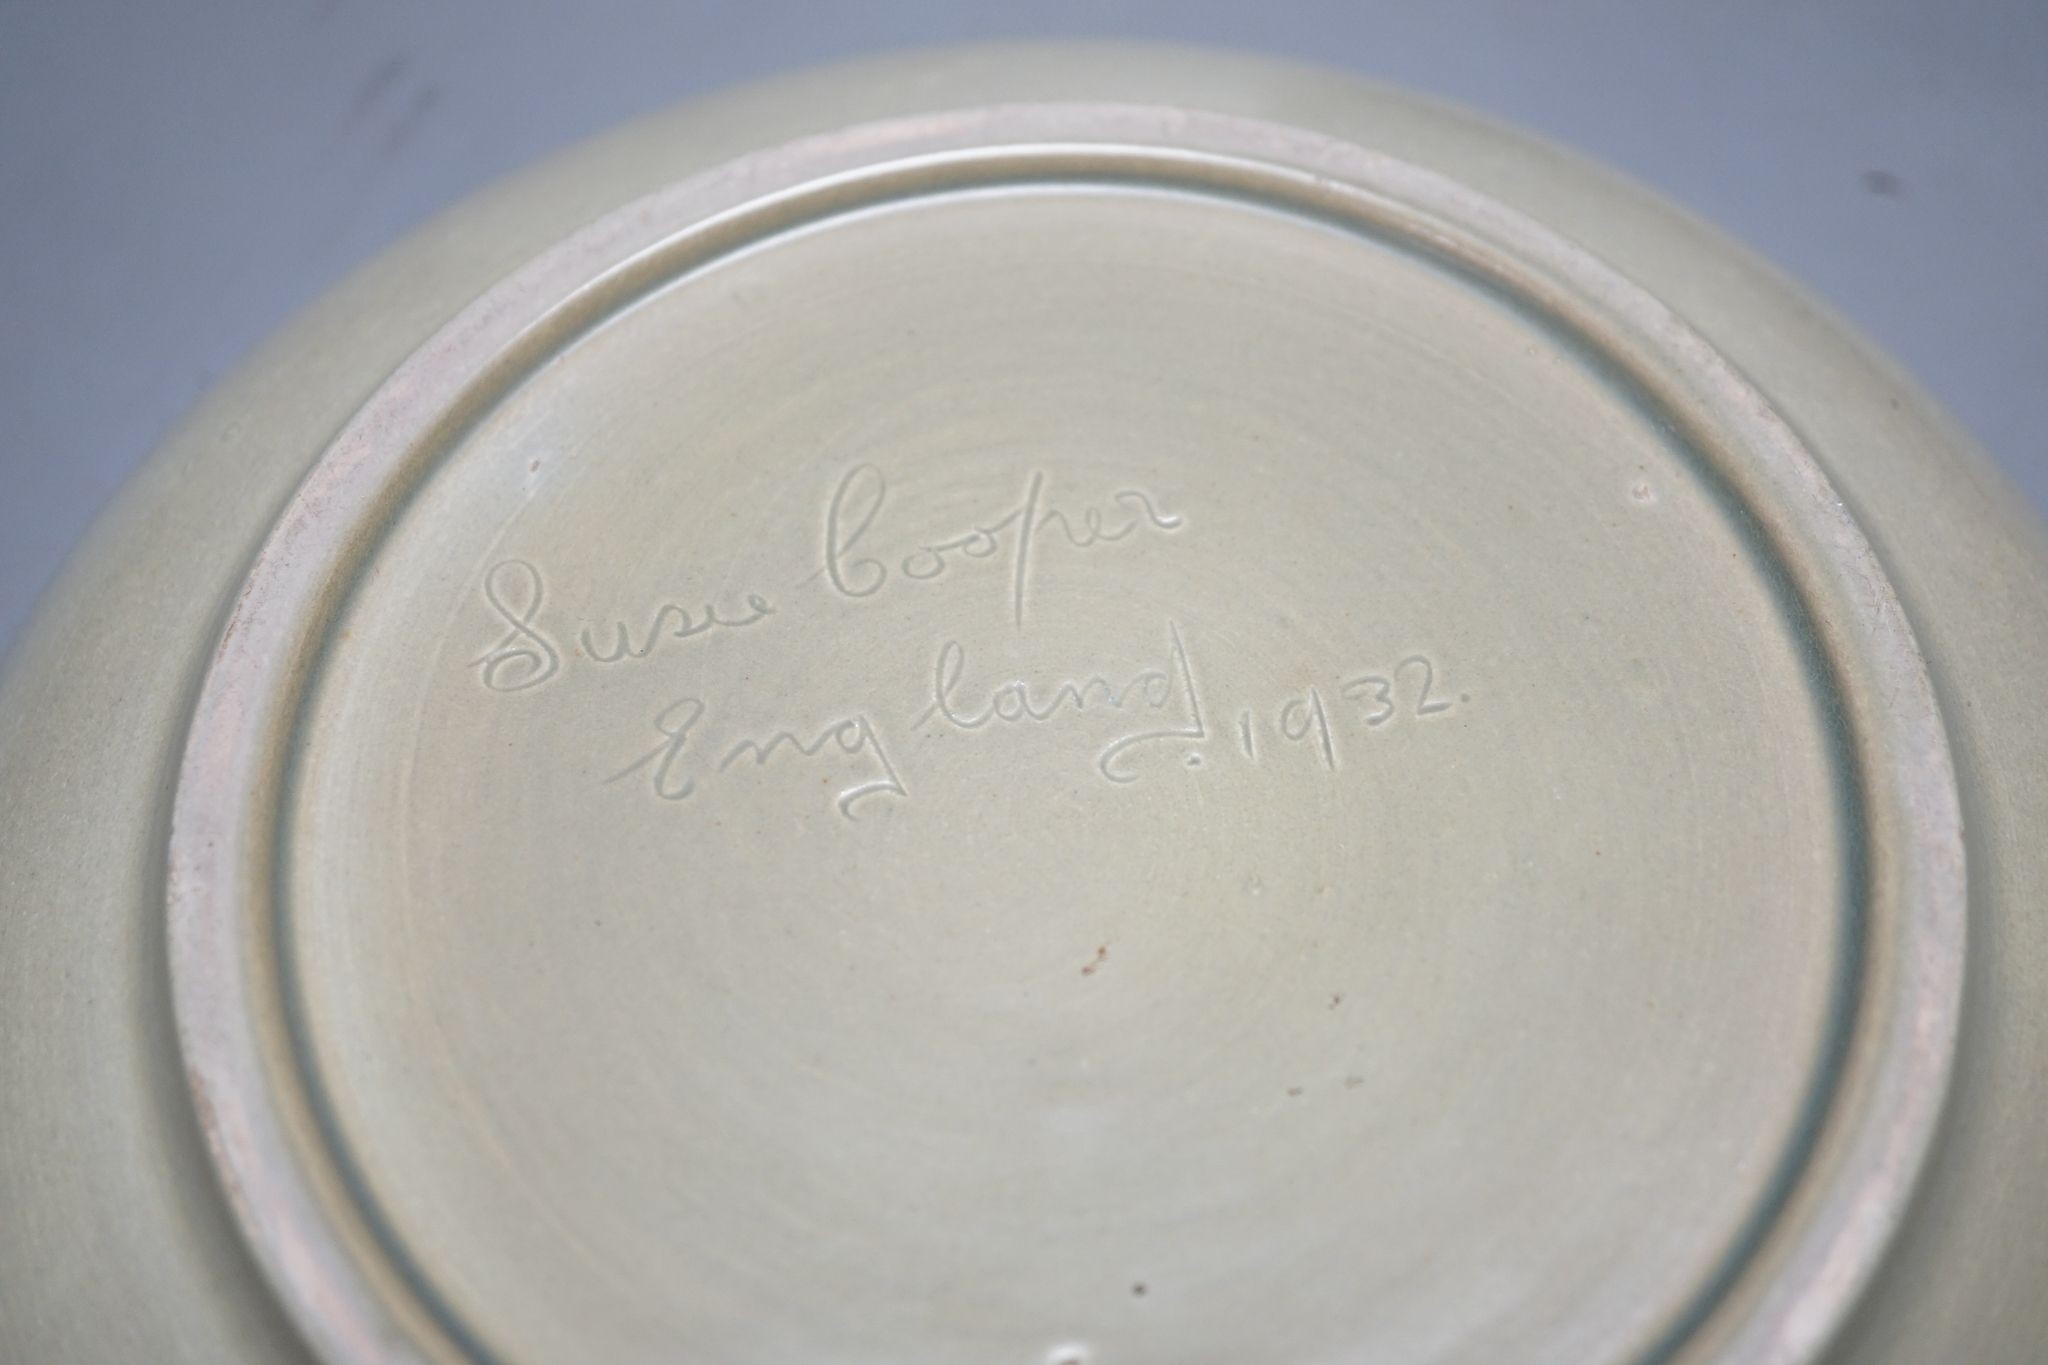 Susie Cooper
England. 1932.